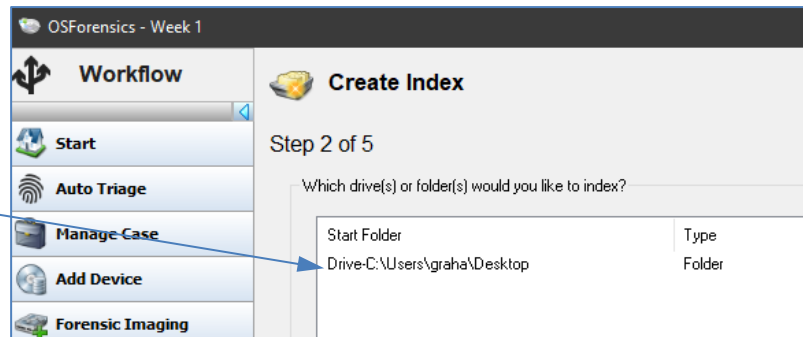 OSForensics - Week 1
Workflow
Create Index
Start
Step 2 of 5
Auto Triage
Which drive(s) or folder(s) would you like to index?
Manage Case
Start Folder Type
Add Device
Drive-C:\Users\graha\Desktop Folder
Forensic Imaging